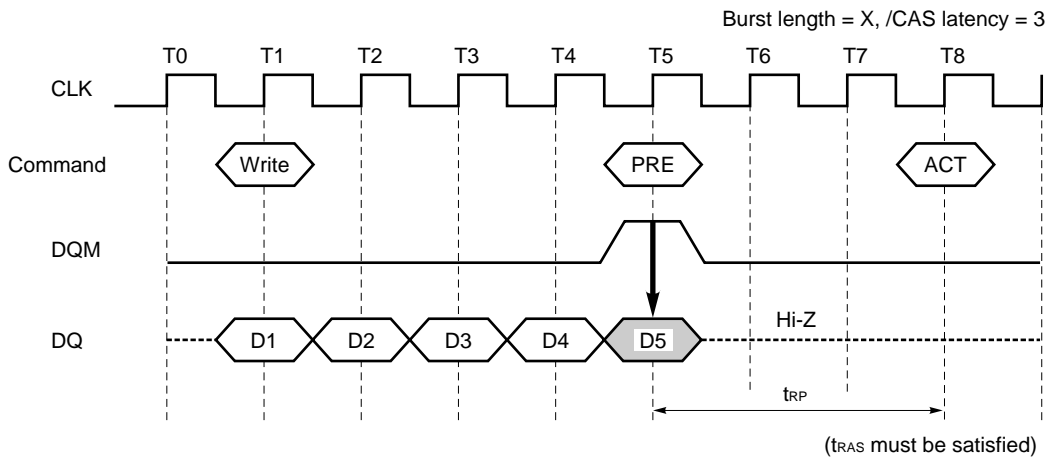 Burst length = X, /CAS latency = 3
T0 T1 T2 T3 T4 T5 T6 T7 T8
CLK
Command Write PRE ACT
DQM
DQ D1 D2 D3 D4 D5 Hi-Z
tRP
(tRAS must be satisfied)